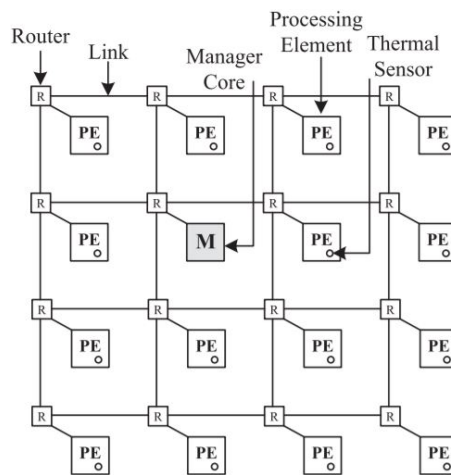 Router
Link
Manager
Core
Processing
Element
Thermal
Sensor
R R R R
PE PE PE PE
R R R R
PE M PE PE
R R R R
PE PE PE PE
R R R R
PE PE PE PE